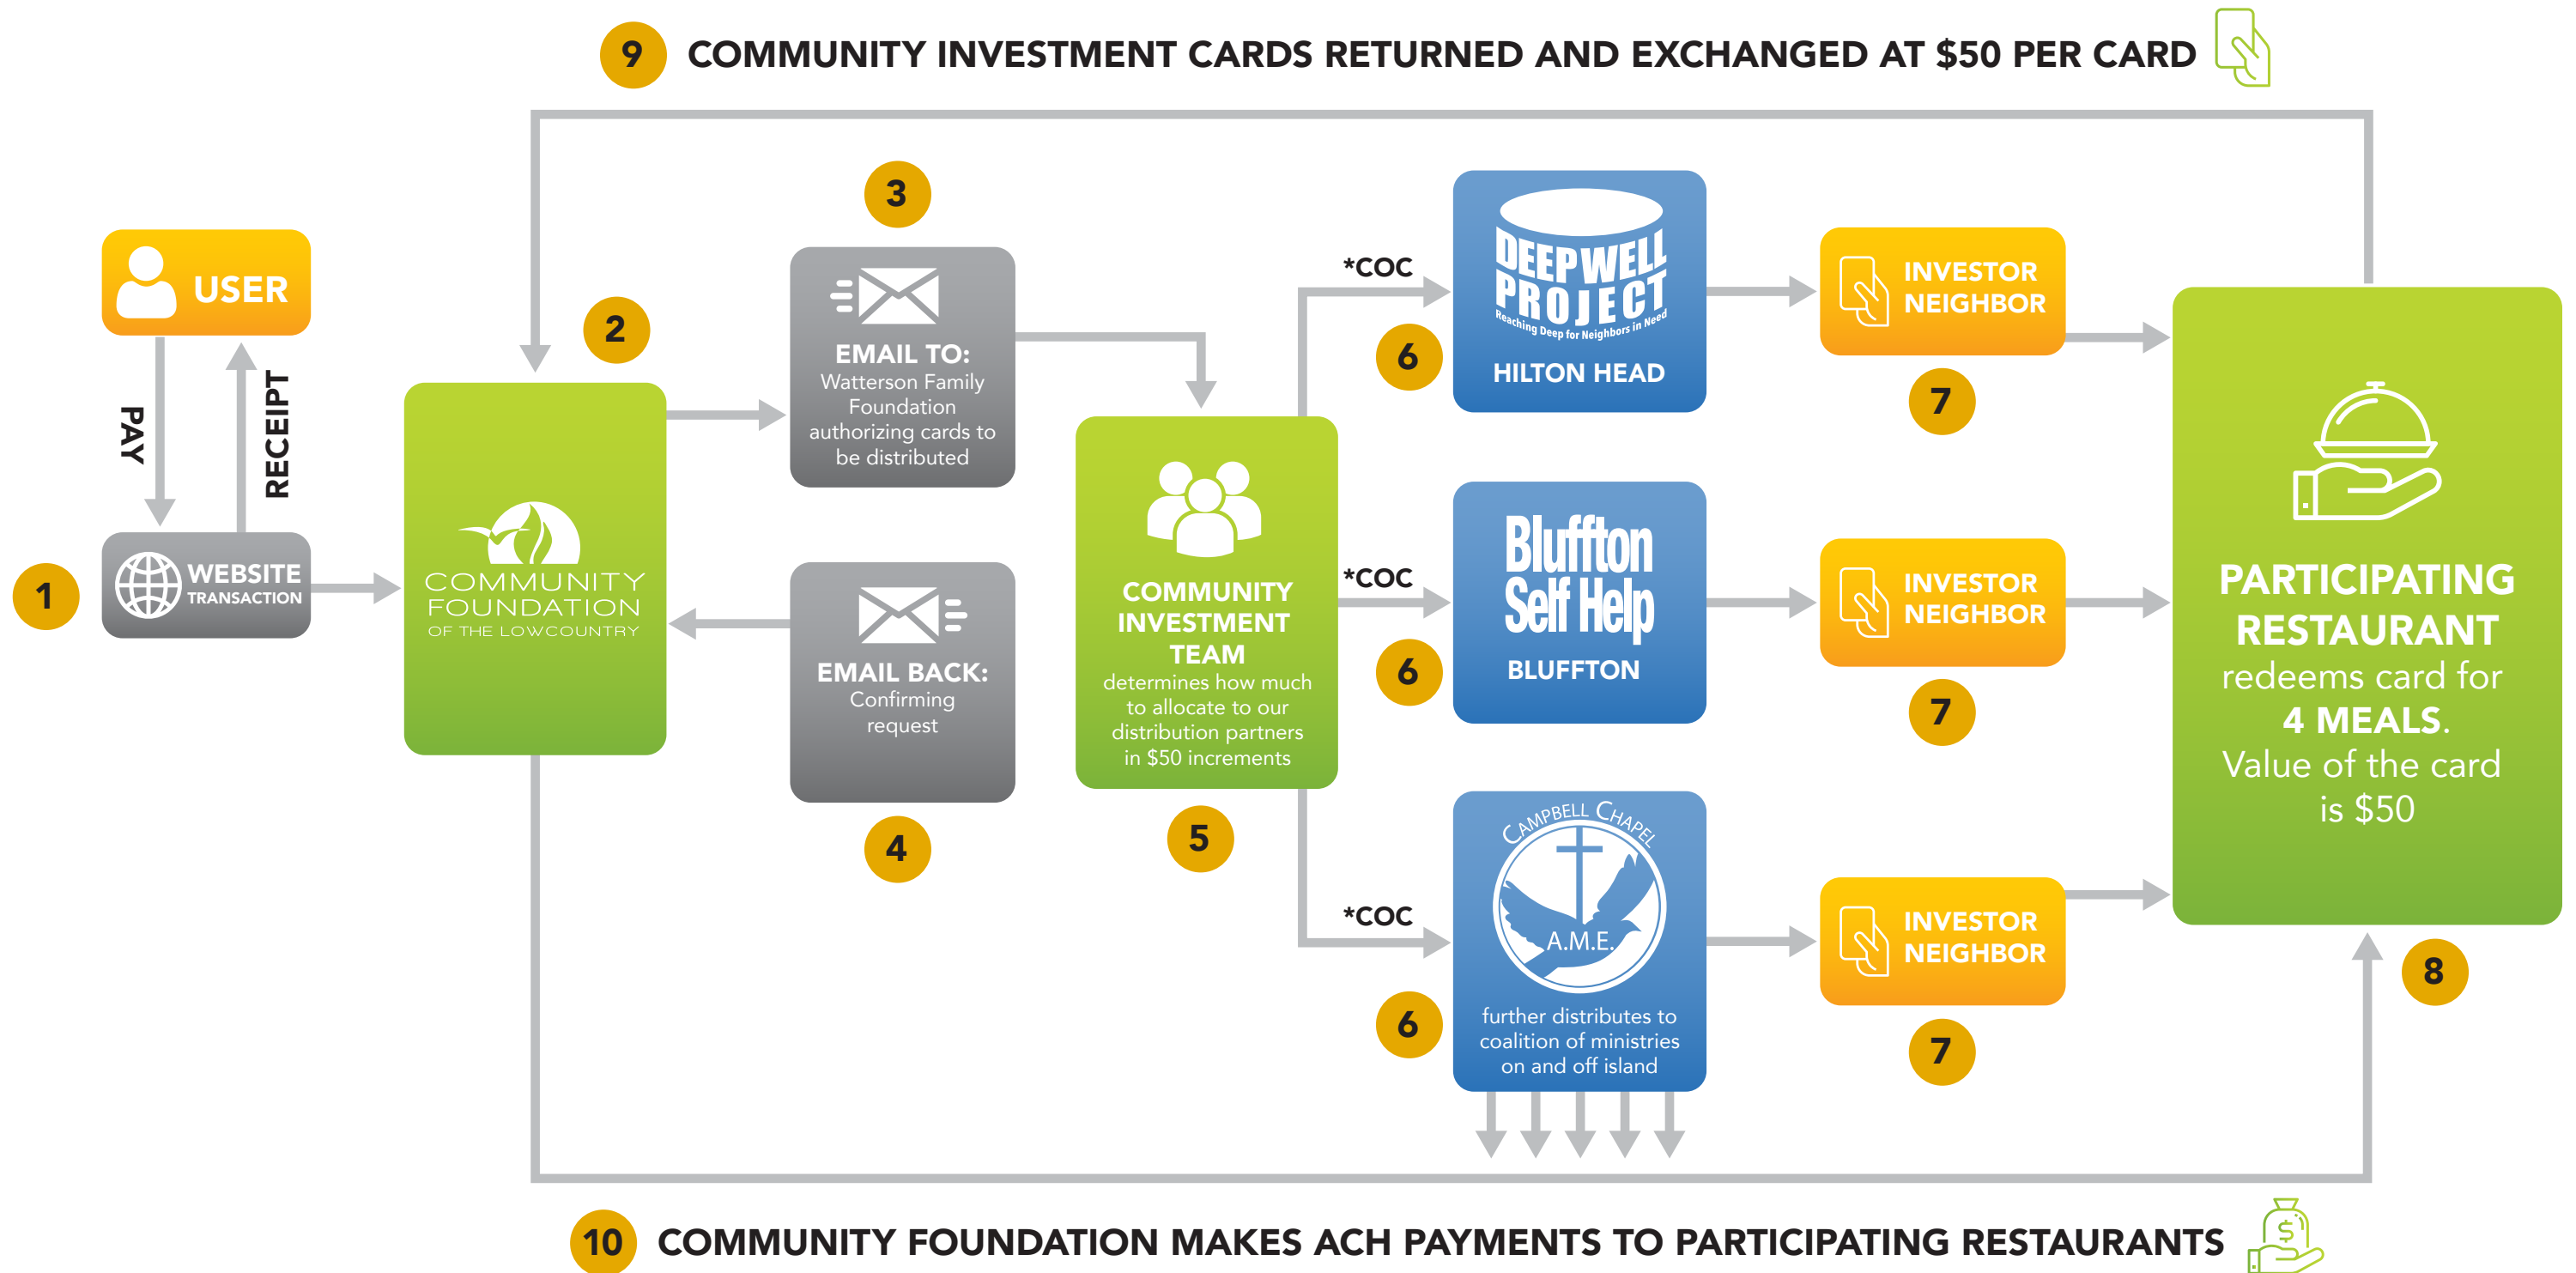 9 COMMUNITY INVESTMENT CARDS RETURNED AND EXCHANGED AT $50 PER CARD
USER
PAY
RECEIPT
1
WEBSITE
TRANSACTION
2
COMMUNITY
FOUNDATION
OF THE LOWCOUNTRY
3
EMAIL TO:
Watterson Family
Foundation
authorizing cards to
be distributed
EMAIL BACK:
Confirming
request
4
COMMUNITY
INVESTMENT
TEAM
determines how much
to allocate to our
distribution partners
in $50 increments
5
*COC
6
DEEP WELL
PROJECT
Reaching Deep for Neighbors in Need
HILTON HEAD
INVESTOR
NEIGHBOR
7
*COC
6
Bluffton
Self Help
BLUFFTON
INVESTOR
NEIGHBOR
7
*COC
6
CAMPBELL CHAPEL
A.M.E.
further distributes to
coalition of ministries
on and off island
INVESTOR
NEIGHBOR
7
PARTICIPATING
RESTAURANT
redeems card for
4 MEALS.
Value of the card
is $50
8
$
10 COMMUNITY FOUNDATION MAKES ACH PAYMENTS TO PARTICIPATING RESTAURANTS